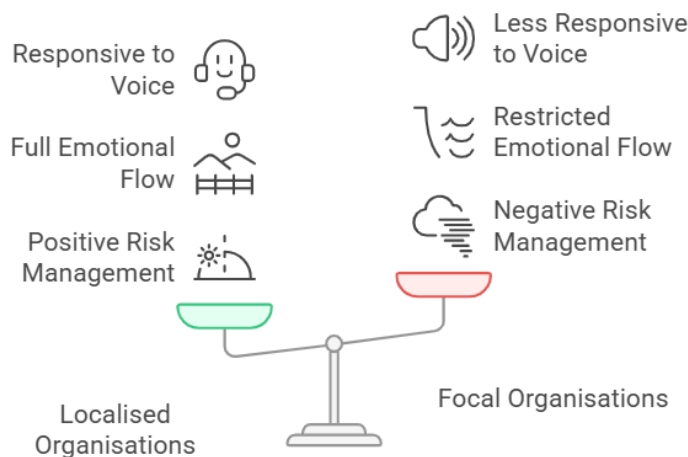 Responsive to
Voice
Full Emotional
Flow
Positive Risk
Management
Less Responsive
to Voice
Restricted
Emotional Flow
Negative Risk
Management
Localised
Organisations
Focal Organisations